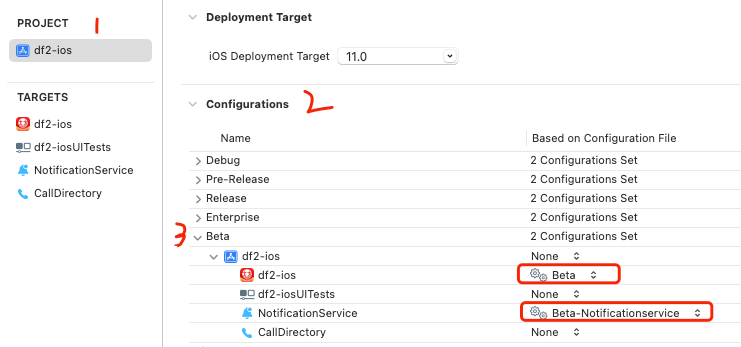 PROJECT 1
df2-ios
TARGETS
df2-ios
df2-iosUITests
NotificationService
CallDirectory
Deployment Target
iOS Deployment Target 11.0
Configurations 2
Name Based on Configuration File
Debug 2 Configurations Set
Pre-Release 2 Configurations Set
Release 2 Configurations Set
Enterprise 2 Configurations Set
3 Beta 2 Configurations Set
df2-ios None
df2-ios Beta
df2-iosUITests None
NotificationService Beta-Notificationservice
CallDirectory None